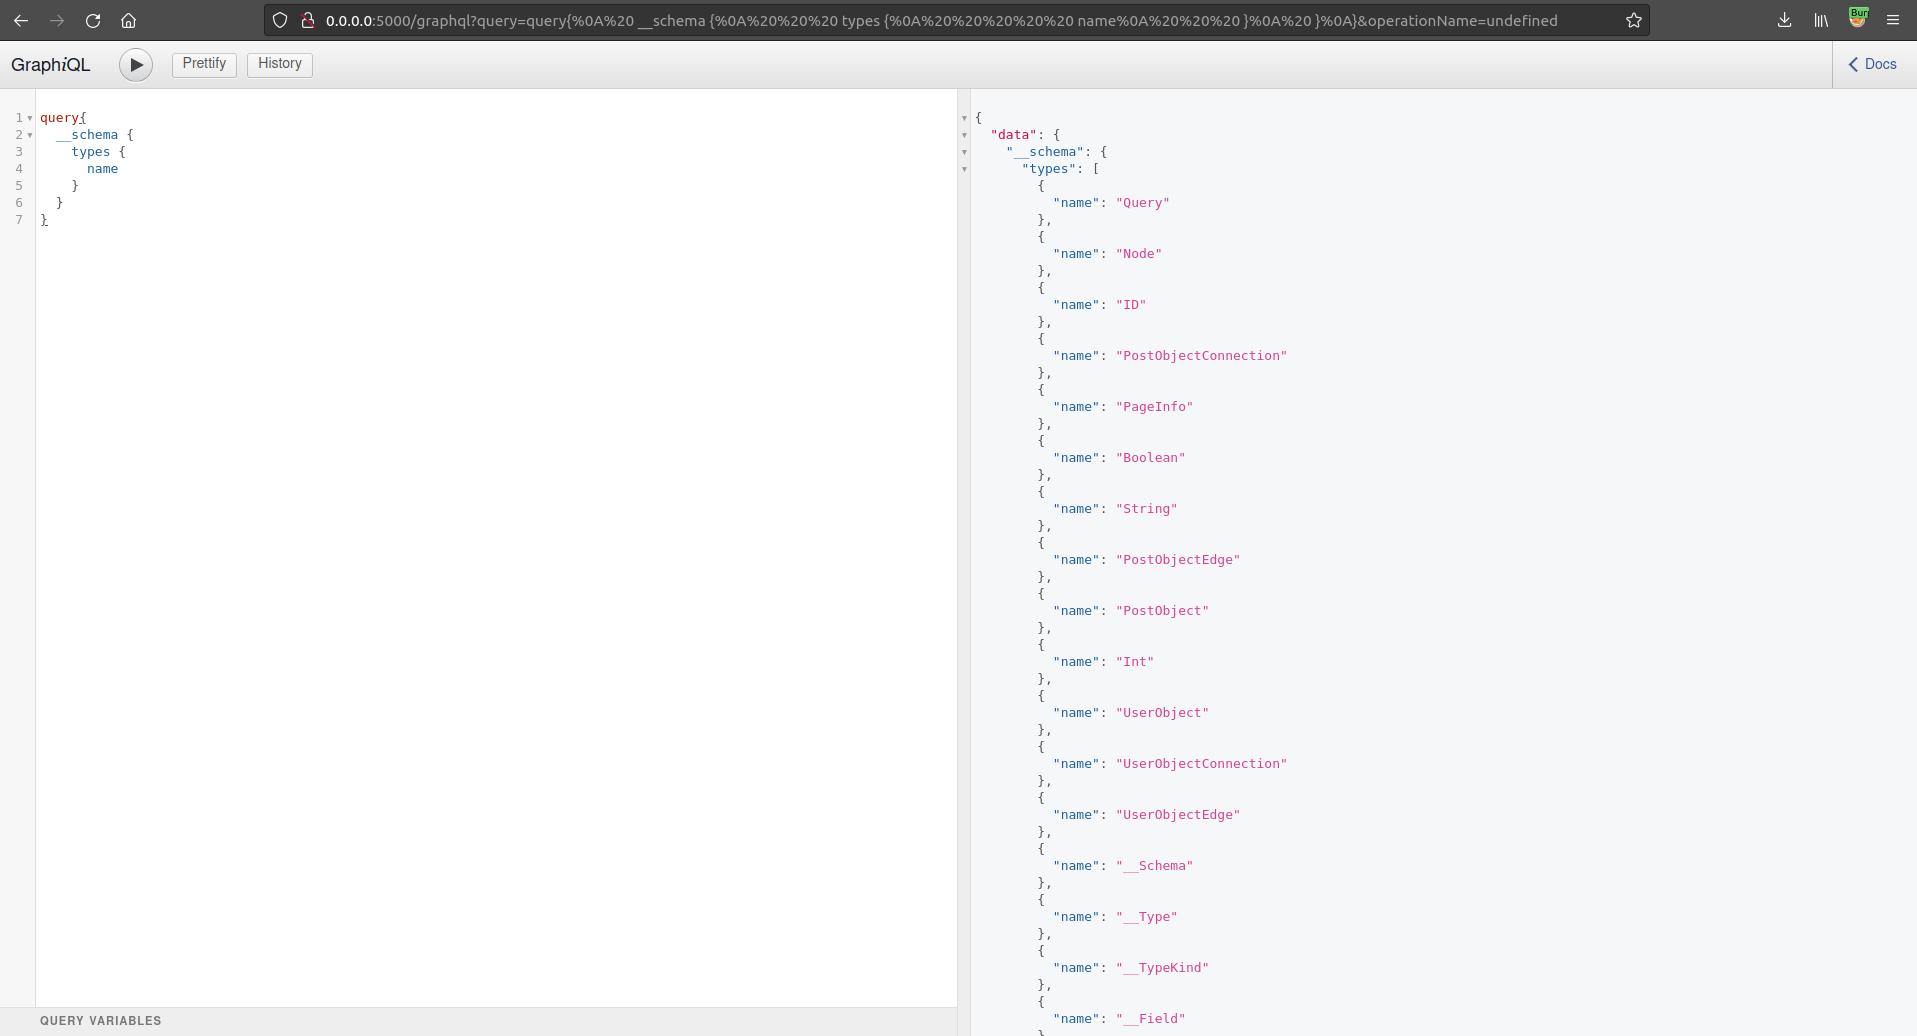 0.0.0.0:5000/graphql?query=query{%0A%20 __schema {%0A%20%20%20 types {%0A%20%20%20%20%20 name%0A%20%20%20 }%0A%20 }%0A}&operationName=undefined
GraphiQL
Prettify
History
Docs
1 query{
2   __schema {
3     types {
4       name
5     }
6   }
7 }
QUERY VARIABLES
{
  "data": {
    "__schema": {
      "types": [
        {
          "name": "Query"
        },
        {
          "name": "Node"
        },
        {
          "name": "ID"
        },
        {
          "name": "PostObjectConnection"
        },
        {
          "name": "PageInfo"
        },
        {
          "name": "Boolean"
        },
        {
          "name": "String"
        },
        {
          "name": "PostObjectEdge"
        },
        {
          "name": "PostObject"
        },
        {
          "name": "Int"
        },
        {
          "name": "UserObject"
        },
        {
          "name": "UserObjectConnection"
        },
        {
          "name": "UserObjectEdge"
        },
        {
          "name": "__Schema"
        },
        {
          "name": "__Type"
        },
        {
          "name": "__TypeKind"
        },
        {
          "name": "__Field"